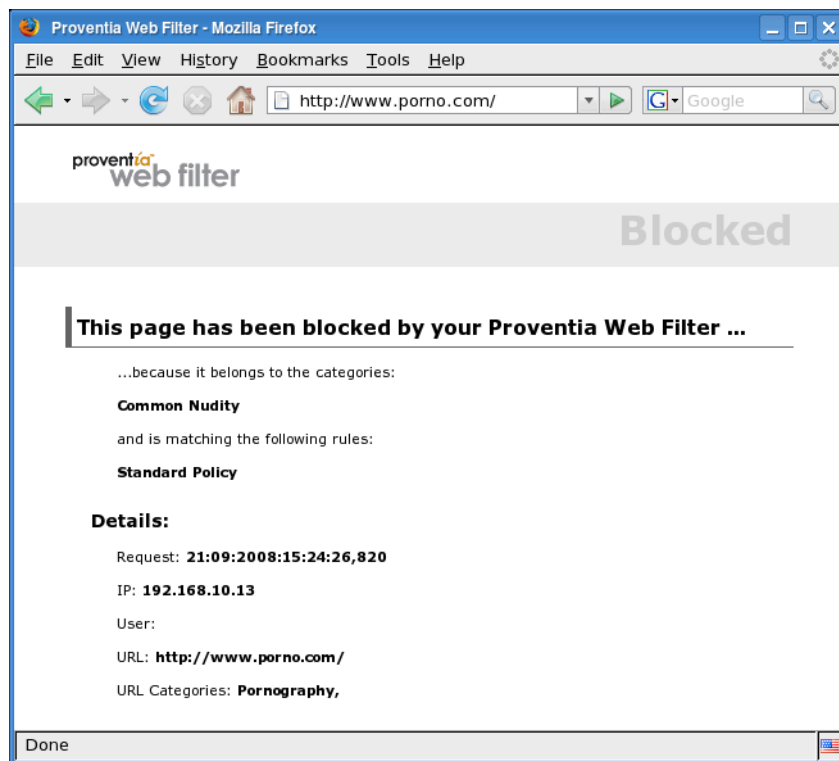 Proventia Web Filter - Mozilla Firefox
File Edit View History Bookmarks Tools Help
http://www.porno.com/ G Google
proventia
web filter
Blocked
This page has been blocked by your Proventia Web Filter ...
...because it belongs to the categories:
Common Nudity
and is matching the following rules:
Standard Policy
Details:
Request: 21:09:2008:15:24:26,820
IP: 192.168.10.13
User:
URL: http://www.porno.com/
URL Categories: Pornography,
Done